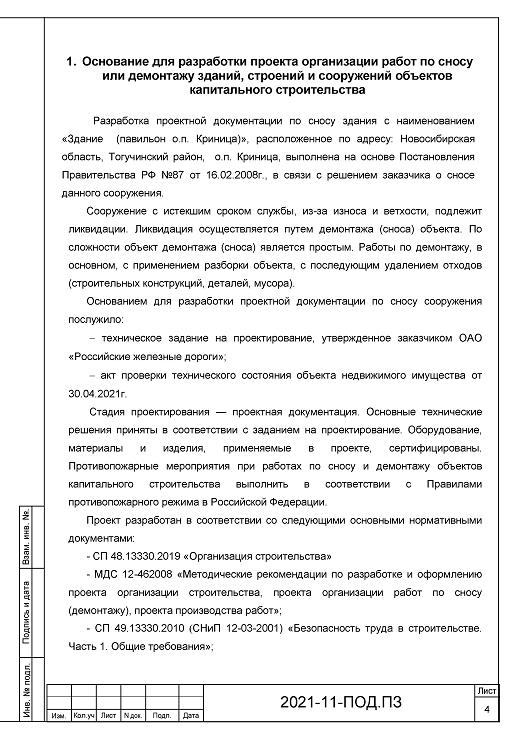 1. Основание для разработки проекта организации работ по сносу
или демонтажу зданий, строений и сооружений объектов
капитального строительства
Разработка проектной документации по сносу здания с наименованием
«Здание (павильон о.п. Криница)», расположенное по адресу: Новосибирская
область, Тогучинский район, о.п. Криница, выполнена на основе Постановления
Правительства РФ №87 от 16.02.2008г., в связи с решением заказчика о сносе
данного сооружения.
Сооружение с истекшим сроком службы, из-за износа и ветхости, подлежит
ликвидации. Ликвидация осуществляется путем демонтажа (сноса) объекта. По
сложности объект демонтажа (сноса) является простым. Работы по демонтажу, в
основном, с применением разборки объекта, с последующим удалением отходов
(строительных конструкций, деталей, мусора).
Основанием для разработки проектной документации по сносу сооружения
послужило:
– техническое задание на проектирование, утвержденное заказчиком ОАО
«Российские железные дороги»;
– акт проверки технического состояния объекта недвижимого имущества от
30.04.2021г.
Стадия проектирования — проектная документация. Основные технические
решения приняты в соответствии с заданием на проектирование. Оборудование,
материалы и изделия, применяемые в проекте, сертифицированы.
Противопожарные мероприятия при работах по сносу и демонтажу объектов
капитального строительства выполнить в соответствии с Правилами
противопожарного режима в Российской Федерации.
Проект разработан в соответствии со следующими основными нормативными
документами:
- СП 48.13330.2019 «Организация строительства»
- МДС 12-462008 «Методические рекомендации по разработке и оформлению
проекта организации строительства, проекта организации работ по сносу
(демонтажу), проекта производства работ»;
- СП 49.13330.2010 (СНиП 12-03-2001) «Безопасность труда в строительстве.
Часть 1. Общие требования»;
Взам. инв. №
Подпись и дата
Инв. № подл.
Изм. Кол.уч Лист N док. Подп. Дата
2021-11-ПОД.ПЗ
Лист
4